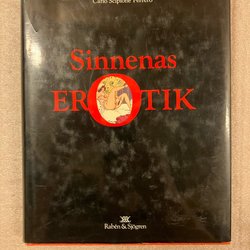 Carlo Scipione Ferrero
Sinnenas
EROTIK
Rabén & Sjögren